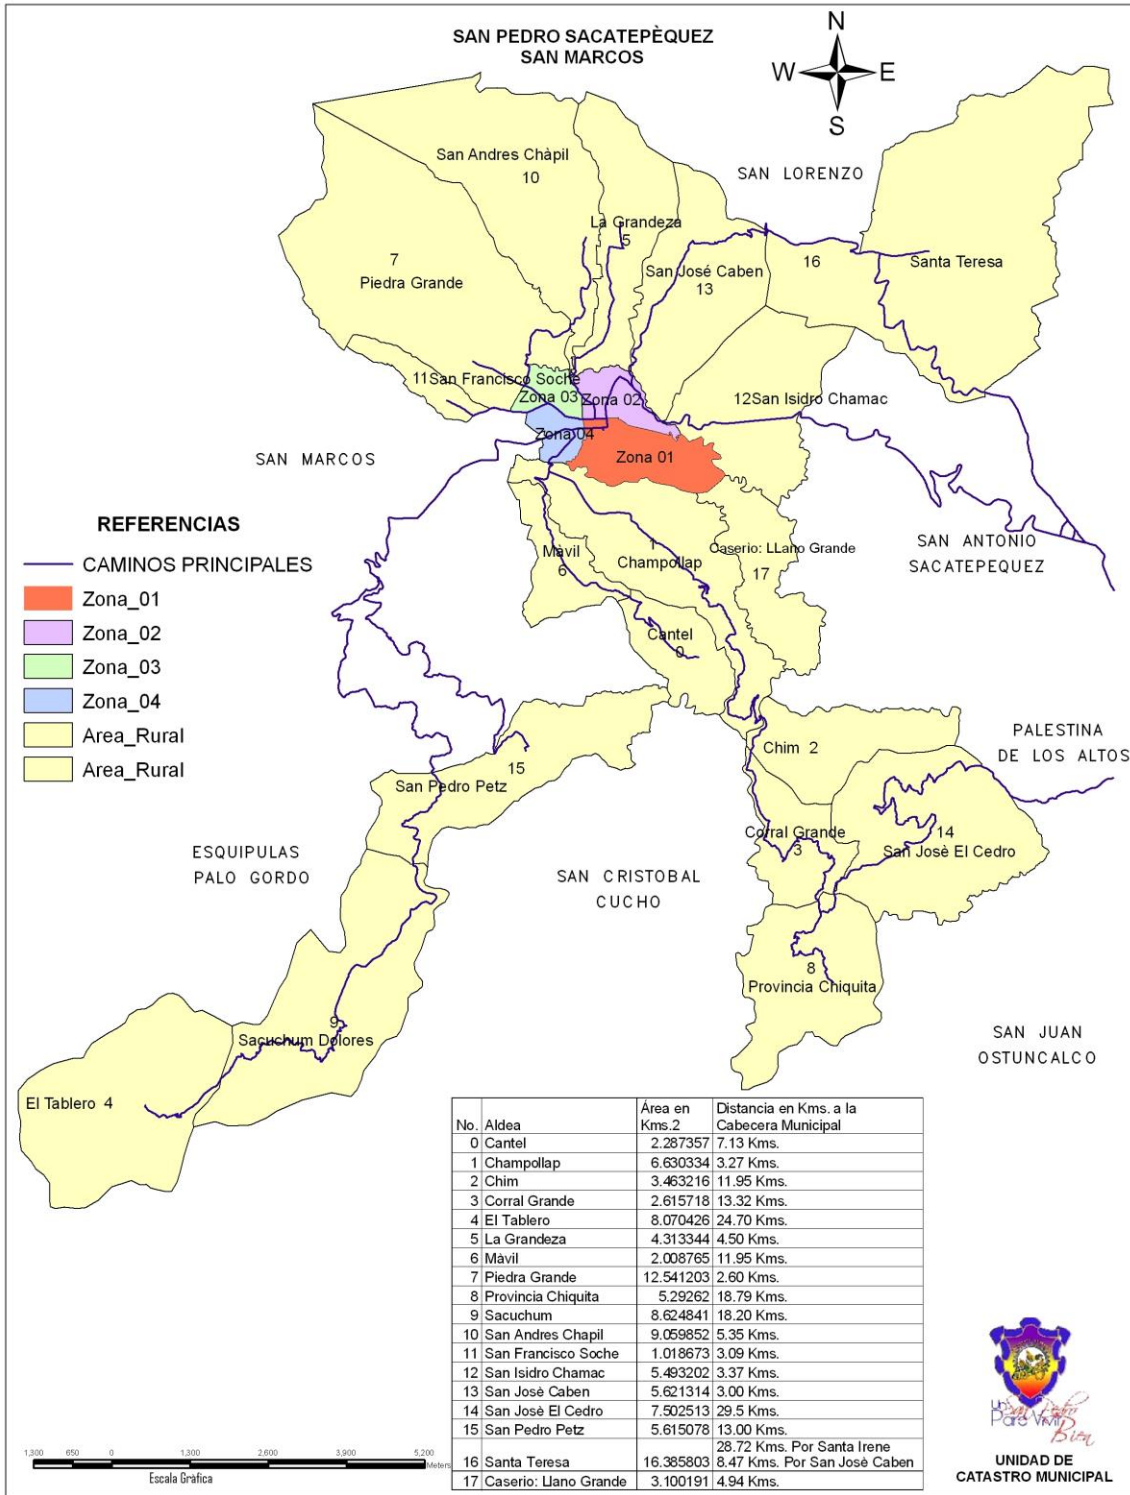 SAN PEDRO SACATEPÈQUEZ
SAN MARCOS
N
W E
S
San Andres Chàpil
10
SAN LORENZO
La Grandeza
5
7
Piedra Grande
San José Caben
13
16
Santa Teresa
11 San Francisco Soche
Zona 03
Zona 02
12 San Isidro Chamac
Zona 04
Zona 01
SAN MARCOS
REFERENCIAS
CAMINOS PRINCIPALES
Zona_01
Zona_02
Zona_03
Zona_04
Area_Rural
Area_Rural
Màvil
6
1
Champollap
Caserio: LLano Grande
17
SAN ANTONIO
SACATEPEQUEZ
Cantel
0
Chim 2
PALESTINA
DE LOS ALTOS
15
San Pedro Petz
Corral Grande
3
14
San Josè El Cedro
ESQUIPULAS
PALO GORDO
SAN CRISTOBAL
CUCHO
8
Provincia Chiquita
9
Sacuchum Dolores
SAN JUAN
OSTUNCALCO
El Tablero 4
No. Aldea Área en Kms.2 Distancia en Kms. a la Cabecera Municipal
0 Cantel 2.287357 7.13 Kms.
1 Champollap 6.630334 3.27 Kms.
2 Chim 3.463216 11.95 Kms.
3 Corral Grande 2.615718 13.32 Kms.
4 El Tablero 8.070426 24.70 Kms.
5 La Grandeza 4.313344 4.50 Kms.
6 Màvil 2.008765 11.95 Kms.
7 Piedra Grande 12.541203 2.60 Kms.
8 Provincia Chiquita 5.29262 18.79 Kms.
9 Sacuchum 8.624841 18.20 Kms.
10 San Andres Chapil 9.059852 5.35 Kms.
11 San Francisco Soche 1.018673 3.09 Kms.
12 San Isidro Chamac 5.493202 3.37 Kms.
13 San Josè Caben 5.621314 3.00 Kms.
14 San José El Cedro 7.502513 29.5 Kms.
15 San Pedro Petz 5.615078 13.00 Kms.
28.72 Kms. Por Santa Irene
16 Santa Teresa 16.385803 8.47 Kms. Por San Josè Caben
17 Caserio: Llano Grande 3.100191 4.94 Kms.
1,300 650 0 1,300 2,600 3,900 5,200
Meters
Escala Gràfica
Un San Pedro
Para Vivir
Bien
UNIDAD DE
CATASTRO MUNICIPAL